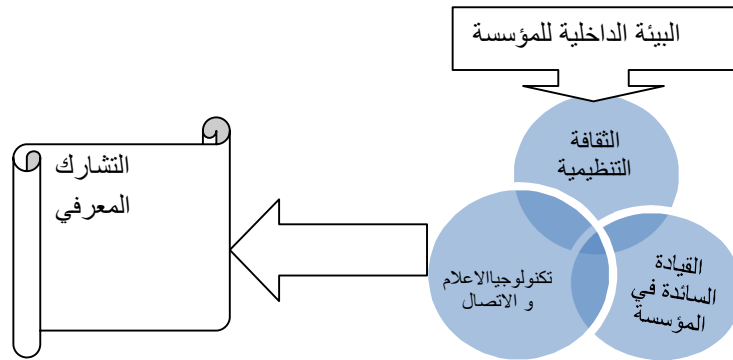 البيئة الداخلية للمؤسسة
الثقافة
التنظيمية
القيادة
السائدة في
المؤسسة
تكنولوجياالاعلام
و الاتصال
التشارك
المعرفي